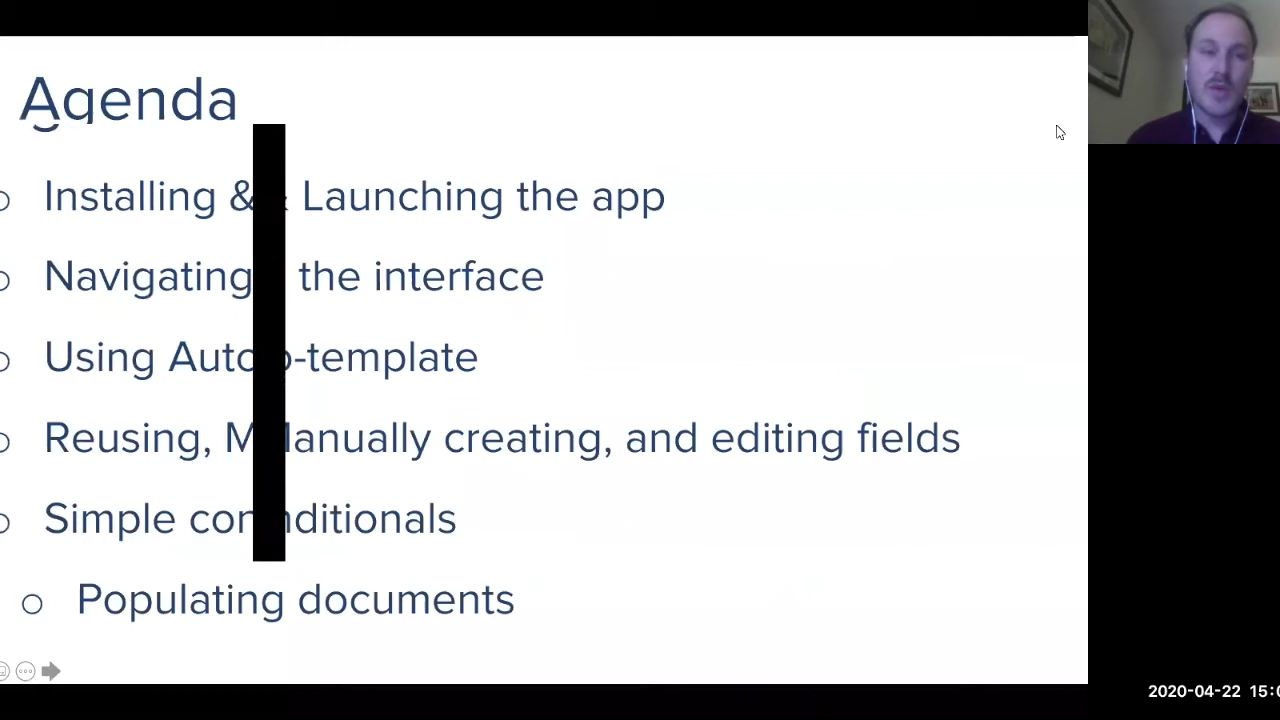 Agenda
Installing & Launching the app
Navigating the interface
Using Auto-template
Reusing, Manually creating, and editing fields
Simple conditionals
Populating documents
2020-04-22 15:0